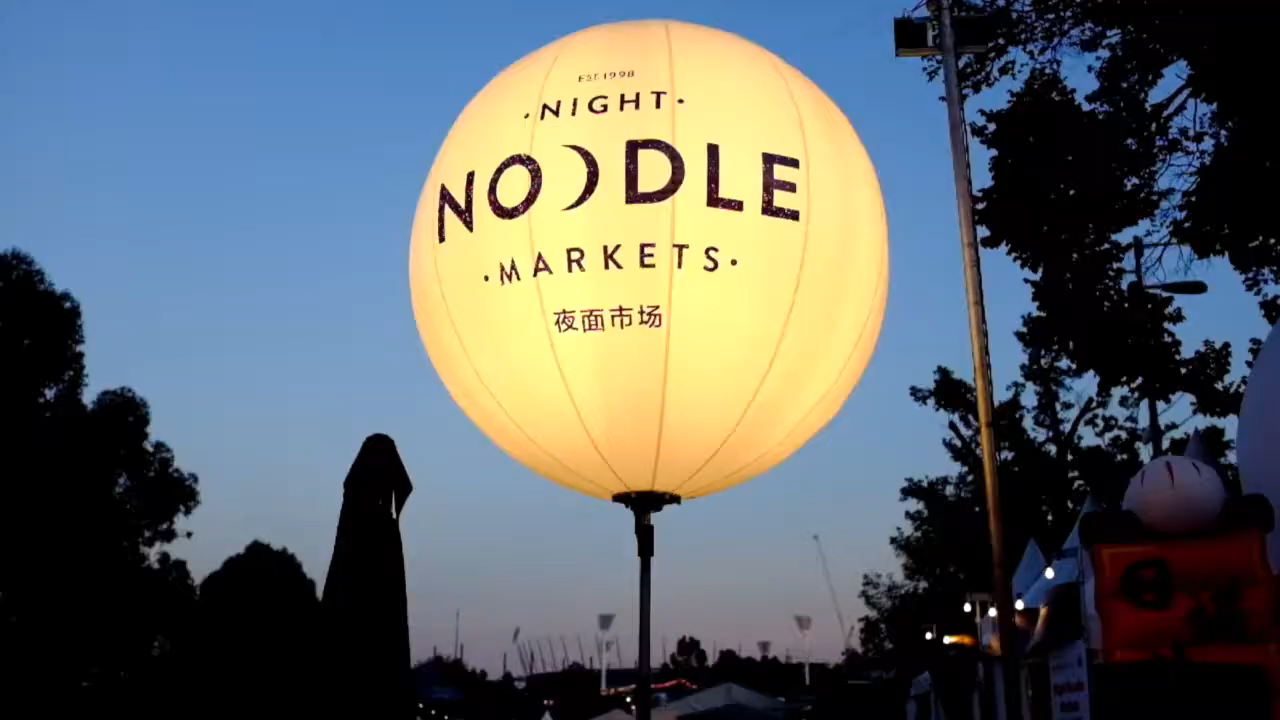 EST. 1998
·NIGHT·
NOODLE
·MARKETS·
夜面市场